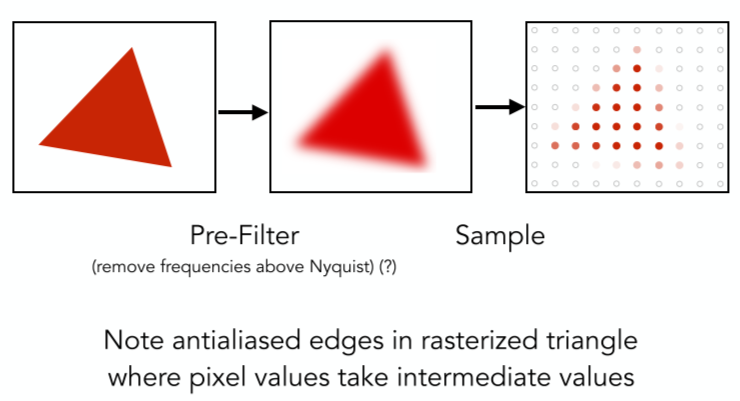 Pre-Filter
Sample
(remove frequencies above Nyquist) (?)
Note antialiased edges in rasterized triangle
where pixel values take intermediate values